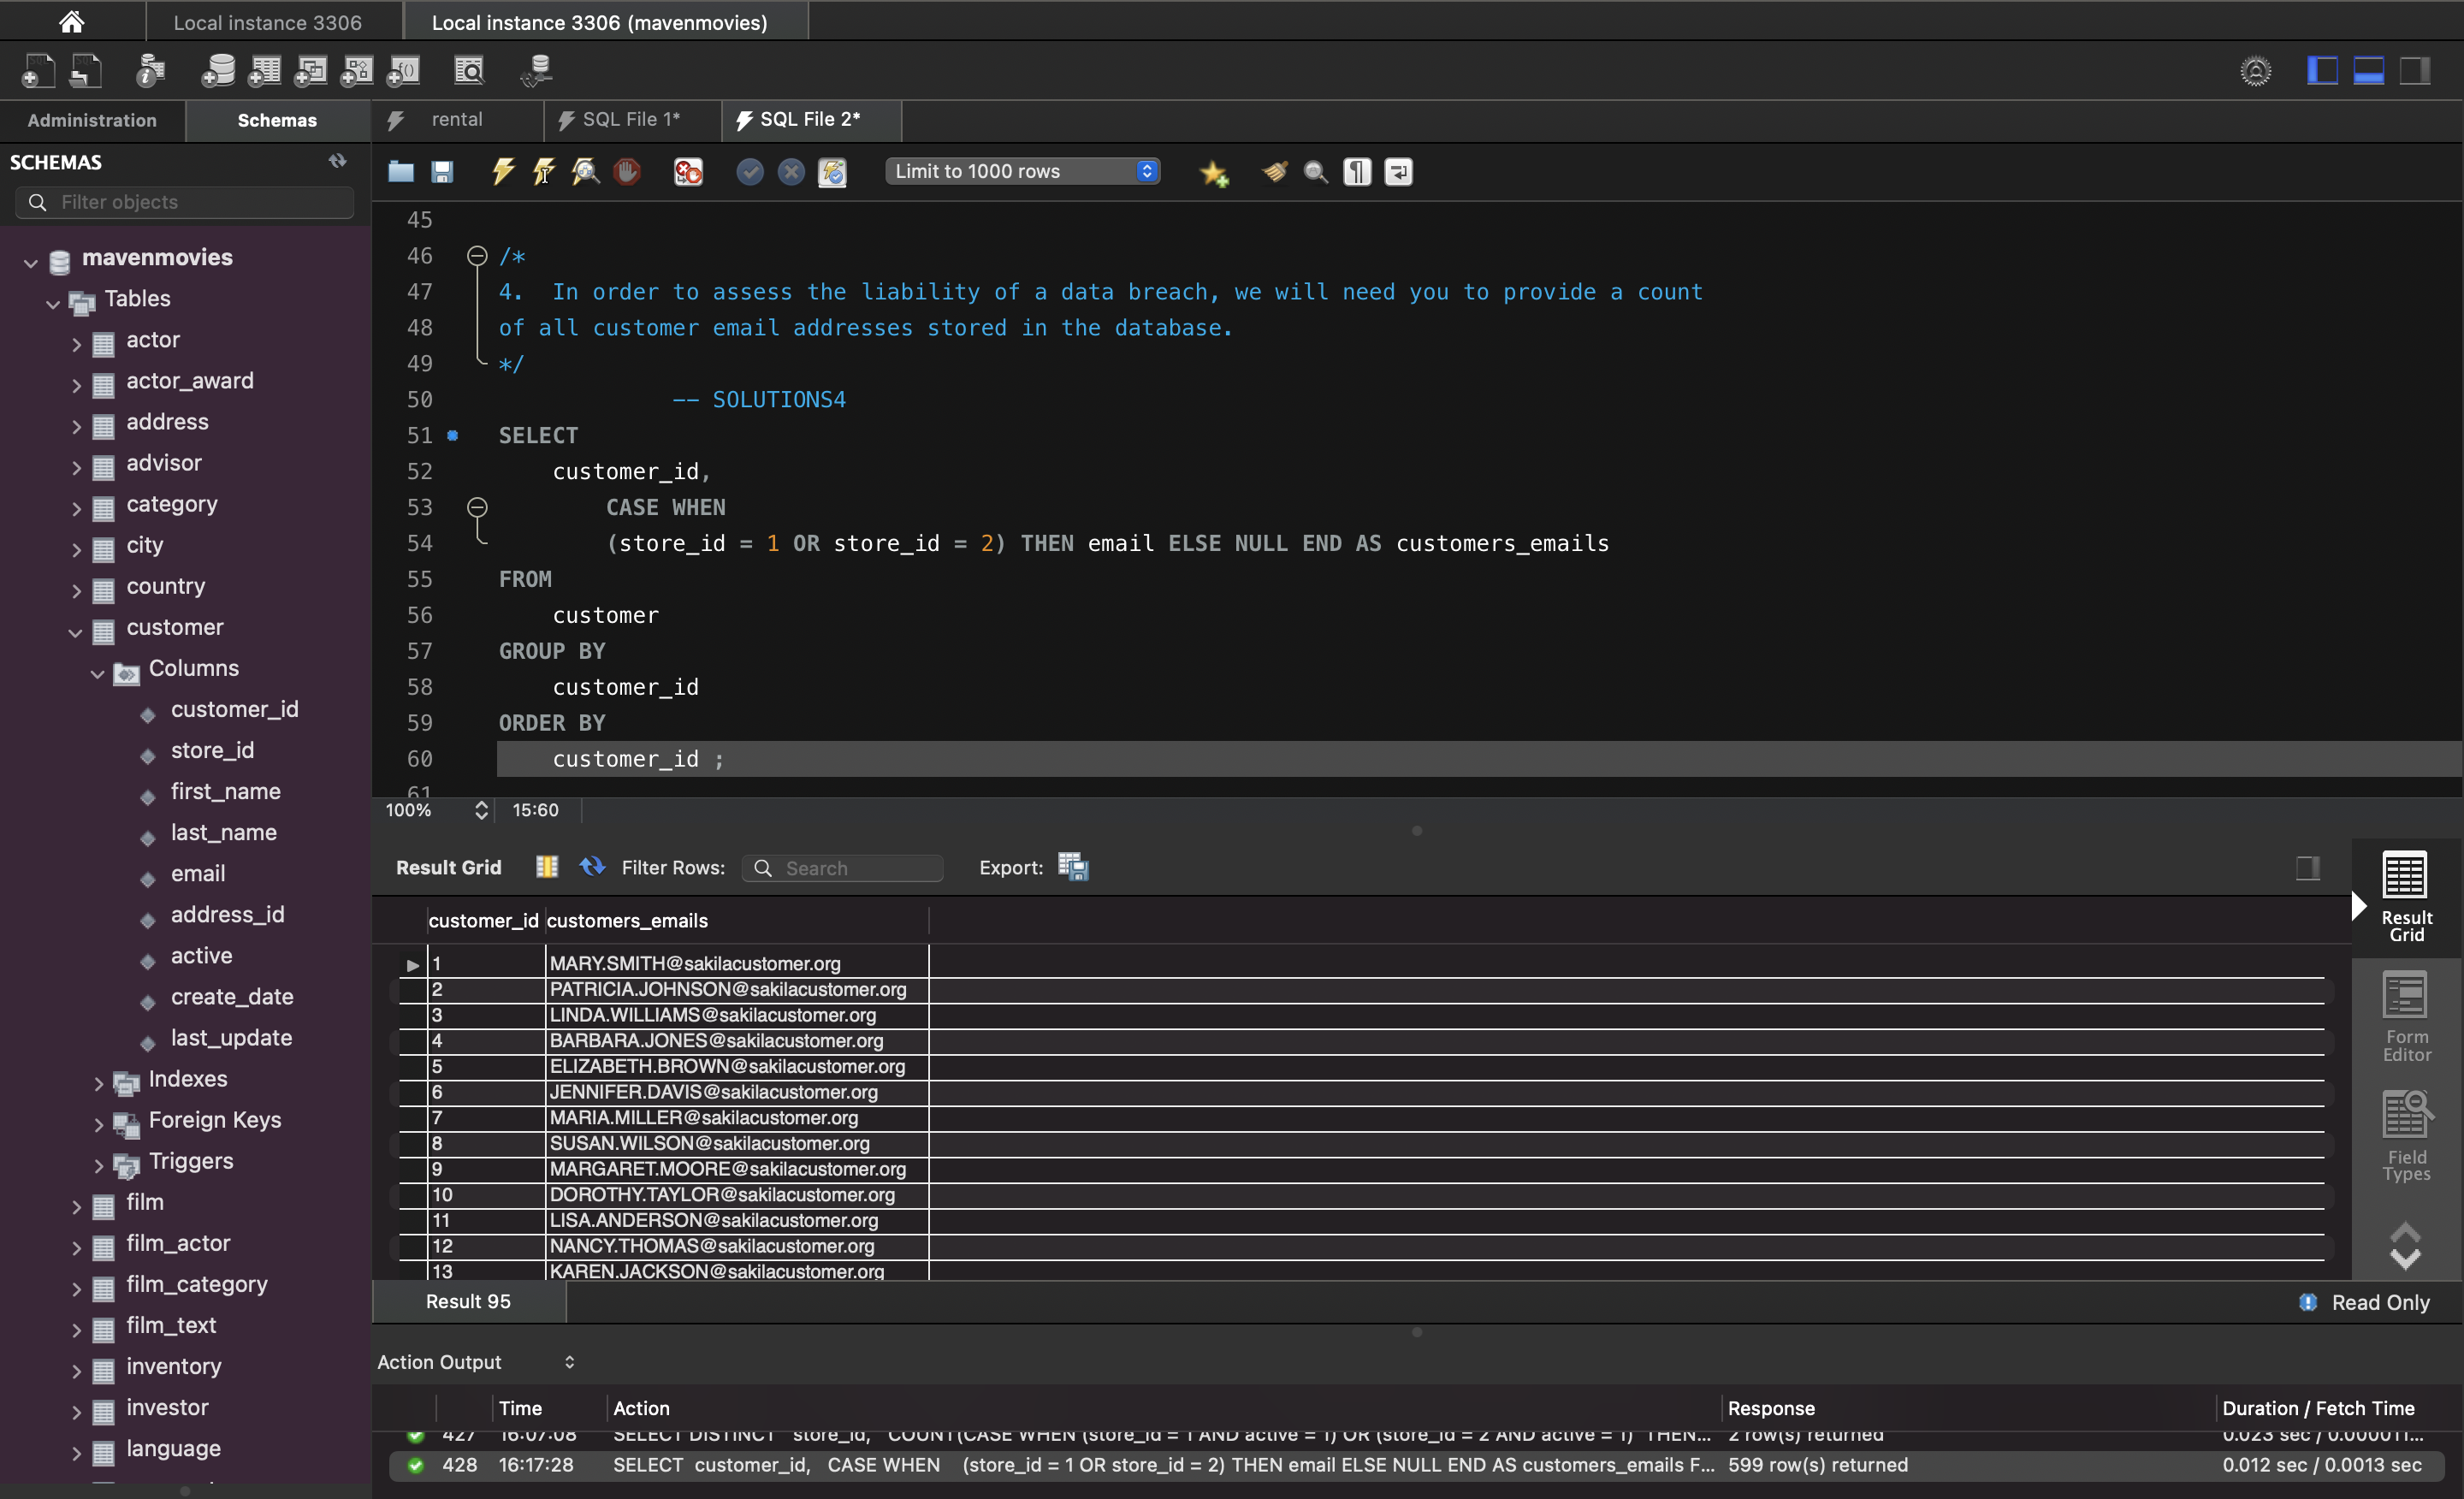 Local instance 3306
Local instance 3306 (mavenmovies)
Administration
Schemas
rental
SQL File 1*
SQL File 2*
SCHEMAS
Filter objects
Limit to 1000 rows
mavenmovies
Tables
actor
actor_award
address
advisor
category
city
country
customer
Columns
customer_id
store_id
first_name
last_name
email
address_id
active
create_date
last_update
Indexes
Foreign Keys
Triggers
film
film_actor
film_category
film_text
inventory
investor
language
45
46 /*
47 4. In order to assess the liability of a data breach, we will need you to provide a count
48 of all customer email addresses stored in the database.
49 */
50 -- SOLUTIONS4
51 SELECT
52 customer_id,
53 CASE WHEN
54 (store_id = 1 OR store_id = 2) THEN email ELSE NULL END AS customers_emails
55 FROM
56 customer
57 GROUP BY
58 customer_id
59 ORDER BY
60 customer_id ;
61
100% 15:60
Result Grid Filter Rows: Search Export:
customer_id customers_emails
1 MARY.SMITH@sakilacustomer.org
2 PATRICIA.JOHNSON@sakilacustomer.org
3 LINDA.WILLIAMS@sakilacustomer.org
4 BARBARA.JONES@sakilacustomer.org
5 ELIZABETH.BROWN@sakilacustomer.org
6 JENNIFER.DAVIS@sakilacustomer.org
7 MARIA.MILLER@sakilacustomer.org
8 SUSAN.WILSON@sakilacustomer.org
9 MARGARET.MOORE@sakilacustomer.org
10 DOROTHY.TAYLOR@sakilacustomer.org
11 LISA.ANDERSON@sakilacustomer.org
12 NANCY.THOMAS@sakilacustomer.org
13 KAREN.JACKSON@sakilacustomer.org
Result
Grid
Form
Editor
Field
Types
Result 95
Read Only
Action Output
Time Action Response Duration / Fetch Time
427 16:07:08 SELECT DISTINCT store_id, COUNT(CASE WHEN (store_id = 1 AND active = 1) OR (store_id = 2 AND active = 1) THEN... 2 row(s) returned 0.023 sec / 0.000011...
428 16:17:28 SELECT customer_id, CASE WHEN (store_id = 1 OR store_id = 2) THEN email ELSE NULL END AS customers_emails F... 599 row(s) returned 0.012 sec / 0.0013 sec